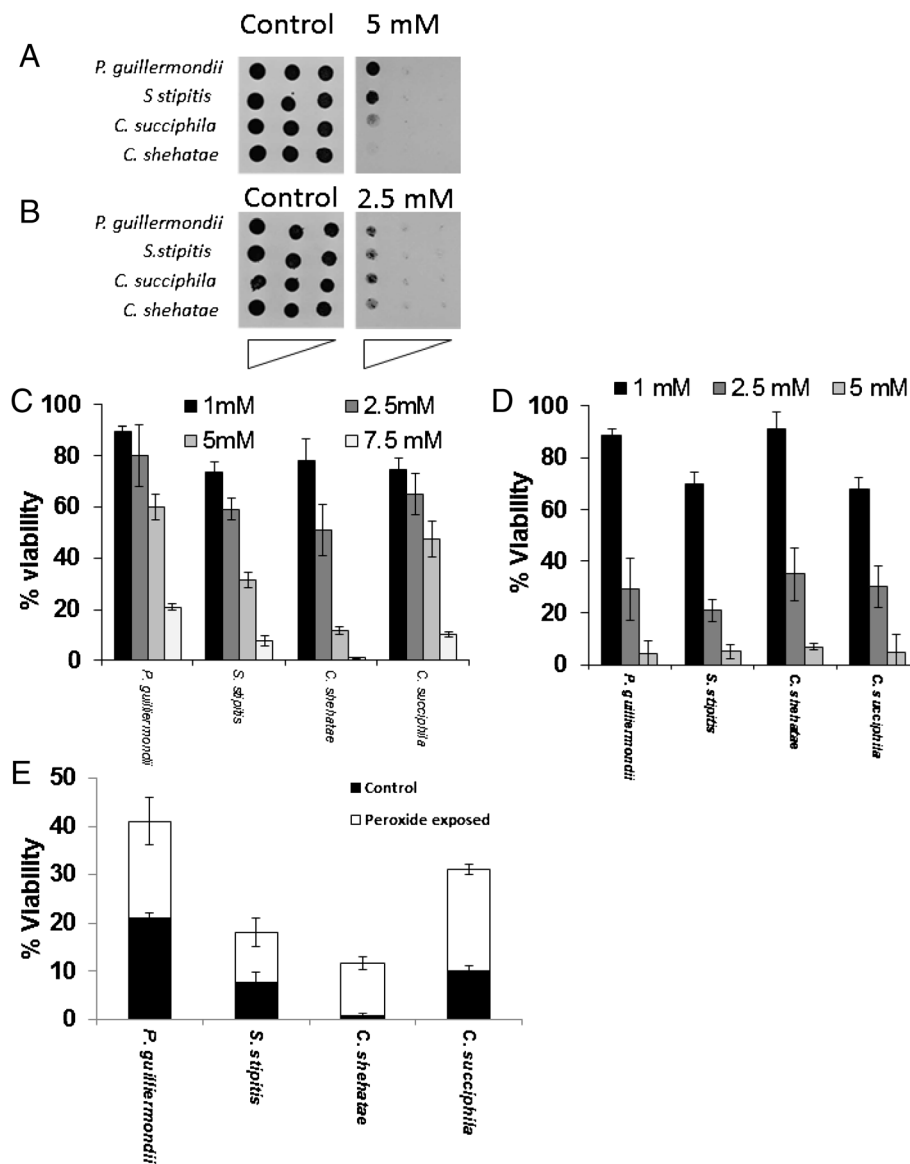 Control 5 mM
A
P. guillermondii
S stipitis
C. succiphila
C. shehatae
Control 2.5 mM
B
P. guillermondii
S.stipitis
C. succiphila
C. shehatae
C
100
80
60
40
20
0
% viability
1mM 2.5mM
5mM 7.5 mM
P. guilliermondii
S. stipitis
C. shehatae
C. succiphila
D
1 mM 2.5 mM 5 mM
100
80
60
40
20
0
% Viability
P. guilliermondii
S. stipitis
C. shehatae
C. succiphila
E
50
40
30
20
10
0
% Viability
Control
Peroxide exposed
P. guilliermondii
S. stipitis
C. shehatae
C. succiphila